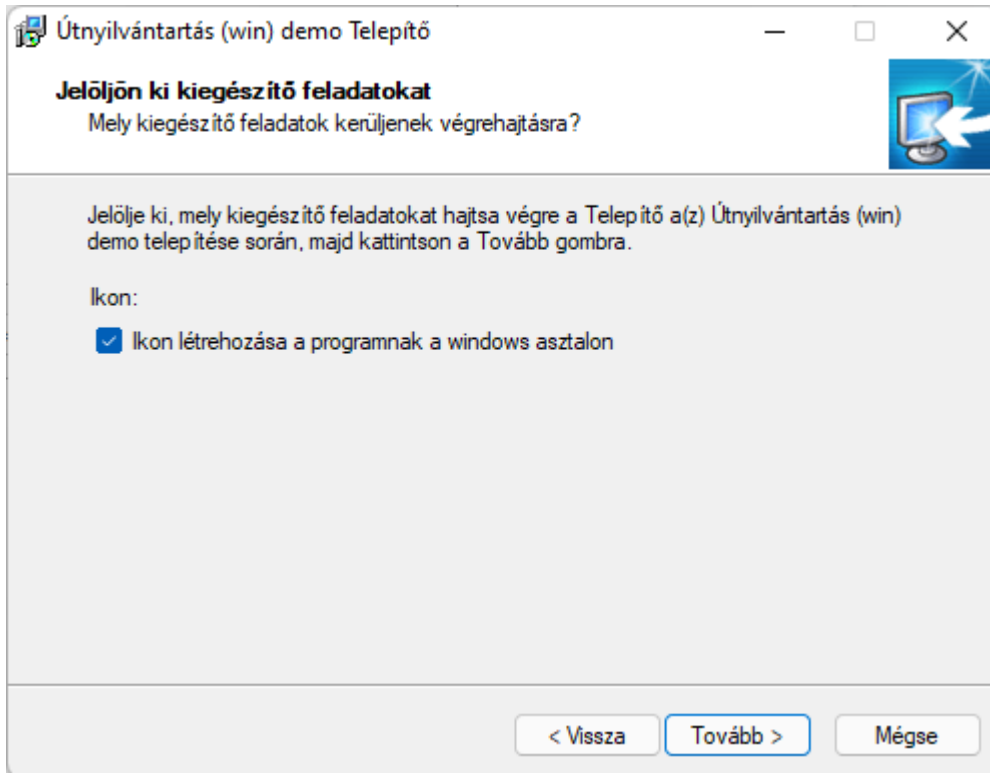 Útnyilvántartás (win) demo Telepítő
Jelöljön ki kiegészítő feladatokat
Mely kiegészítő feladatok kerüljenek végrehajtásra?
Jelölje ki, mely kiegészítő feladatokat hajtsa végre a Telepítő a(z) Útnyilvántartás (win)
demo telepítése során, majd kattintson a Tovább gombra.
Ikon:
Ikon létrehozása a programnak a windows asztalon
< Vissza
Tovább >
Mégse